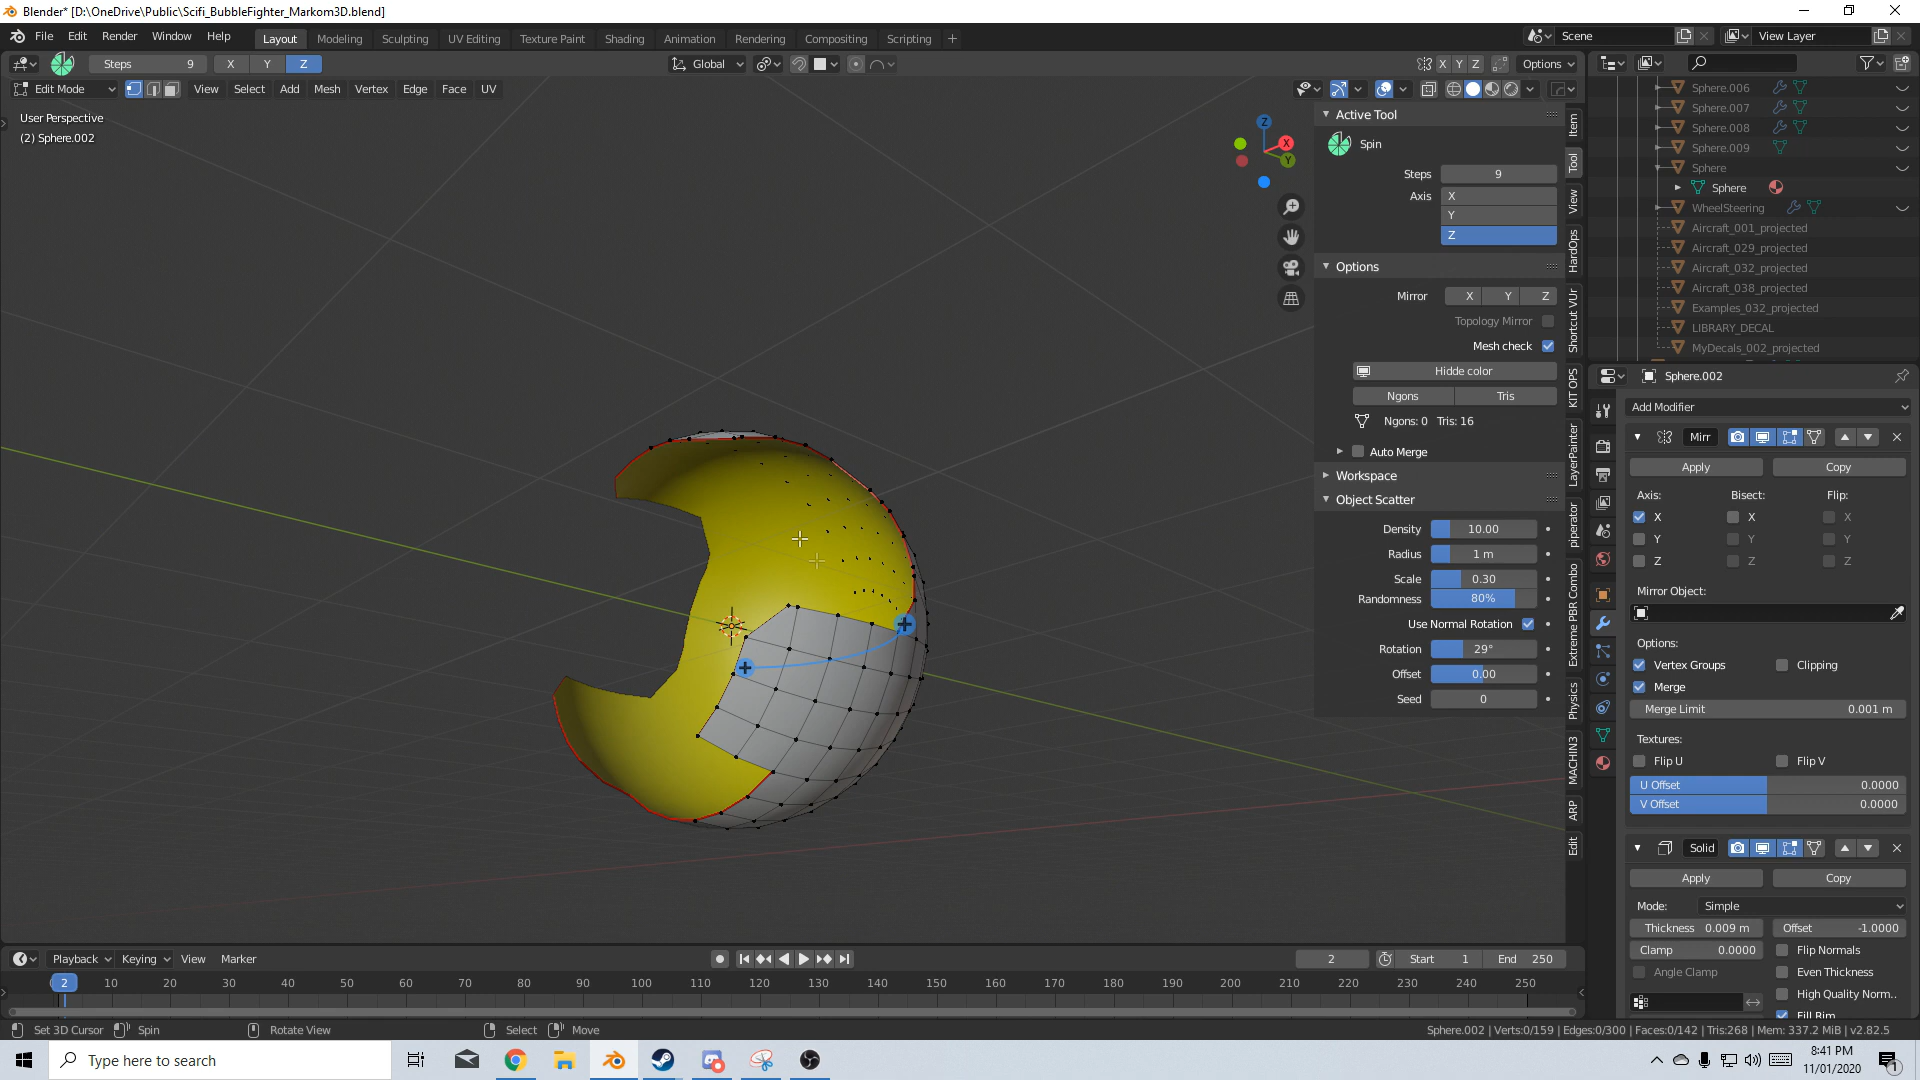 Blender* [D:\OneDrive\Public\Scifi_BubbleFighter_Markom3D.blend]
File Edit Render Window Help Layout Modeling Sculpting UV Editing Texture Paint Shading Animation Rendering Compositing Scripting + Scene View Layer
Steps 9 X Y Z Global X Y Z Options
Edit Mode View Select Add Mesh Vertex Edge Face UV
User Perspective
(2) Sphere.002
Z
X
Y
Active Tool
Spin
Steps 9
Axis X
Y
Z
Options
Mirror X Y Z
Topology Mirror
Mesh check
Hidde color
Ngons Tris
Ngons: 0 Tris: 16
Auto Merge
Workspace
Object Scatter
Density 10.00
Radius 1 m
Scale 0.30
Randomness 80%
Use Normal Rotation
Rotation 29°
Offset 0.00
Seed 0
Item
Tool
View
HardOps
Shortcut VUr
KIT OPS
LayerPainter
piperator
Extreme PBR Combo
Physics
MACHIN3
ARP
Edit
Sphere.006
Sphere.007
Sphere.008
Sphere.009
Sphere
Sphere
WheelSteering
Aircraft_001_projected
Aircraft_029_projected
Aircraft_032_projected
Aircraft_038_projected
Examples_032_projected
LIBRARY_DECAL
MyDecals_002_projected
Sphere.002
Add Modifier
Mirr
Apply Copy
Axis: Bisect: Flip:
X X X
Y Y Y
Z Z Z
Mirror Object:
Options:
Vertex Groups Clipping
Merge
Merge Limit 0.001 m
Textures:
Flip U Flip V
U Offset 0.0000
V Offset 0.0000
Solid
Apply Copy
Mode: Simple
Thickness 0.009 m Offset -1.0000
Clamp 0.0000 Flip Normals
Angle Clamp Even Thickness
High Quality Norm..
Fill Rim
Playback Keying View Marker 2 Start 1 End 250
2 10 20 30 40 50 60 70 80 90 100 110 120 130 140 150 160 170 180 190 200 210 220 230 240 250
Set 3D Cursor Spin Rotate View Select Move Sphere.002 | Verts:0/159 | Edges:0/300 | Faces:0/142 | Tris:268 | Mem: 337.2 MiB | v2.82.5
Type here to search
8:41 PM
11/01/2020
1